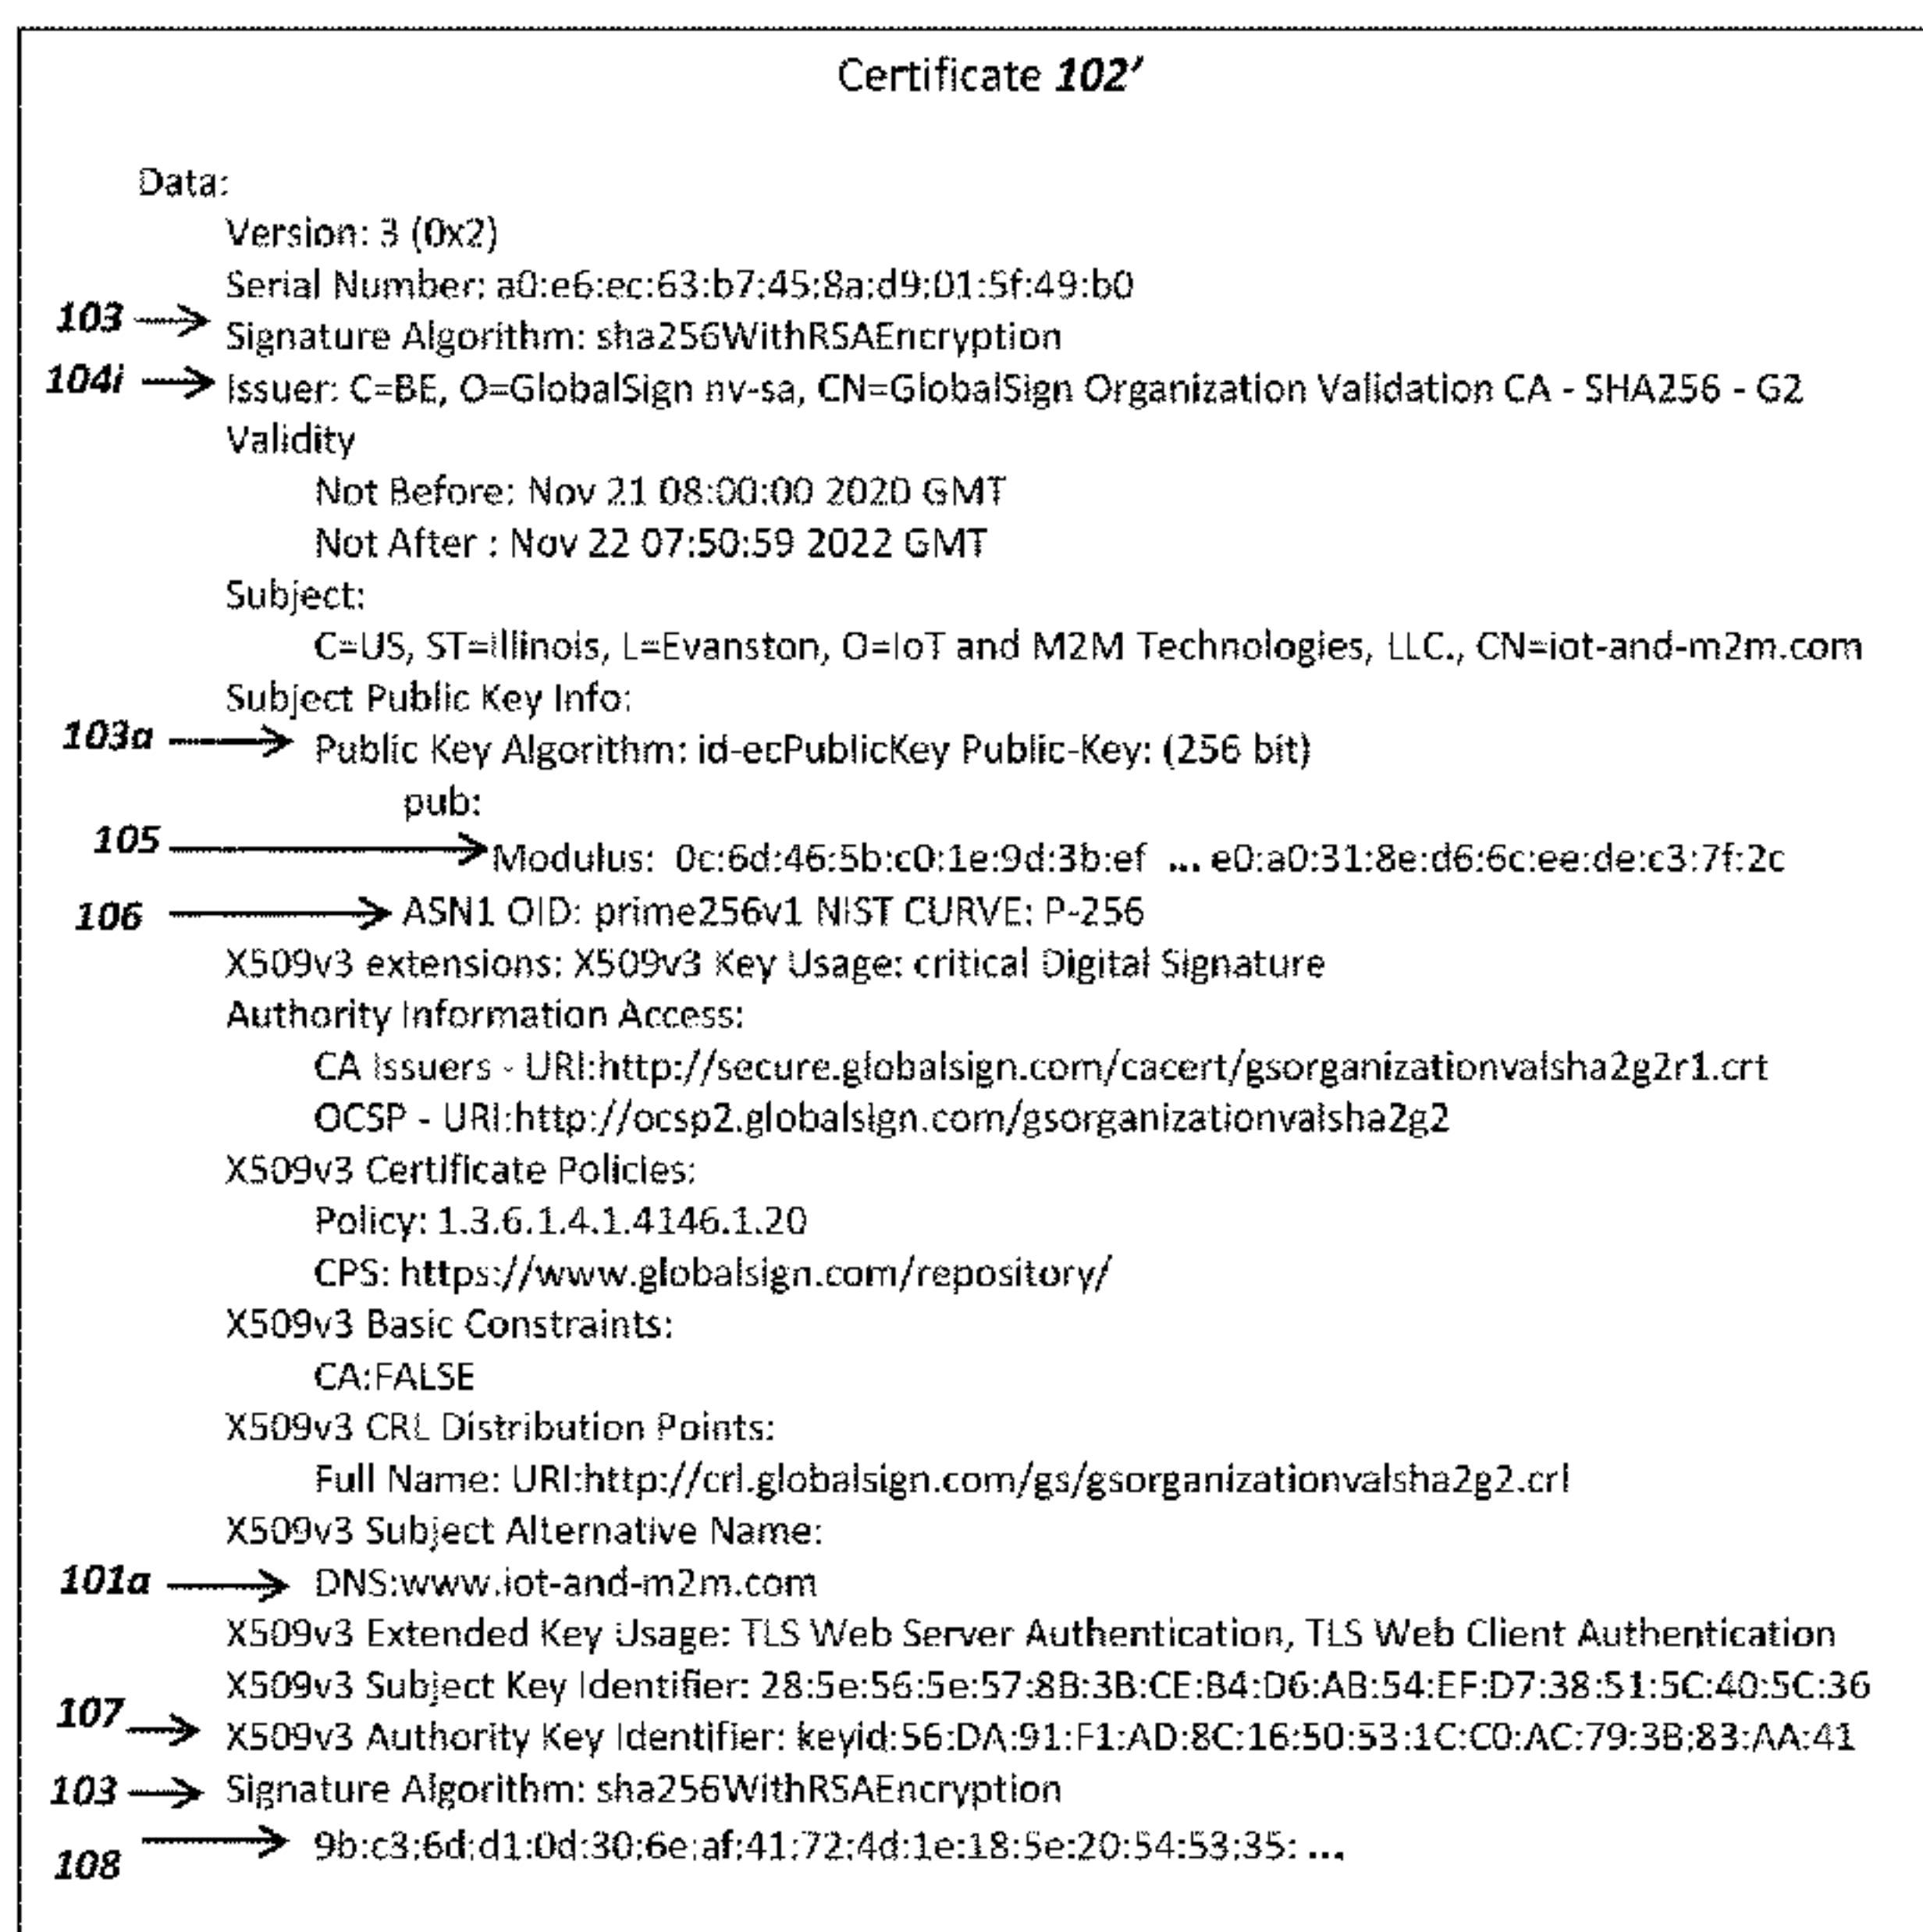 Certificate 102’
Data:
Version: 3 (0x2)
Serial Number: a0:e6:ec:63:b7:45:8a:d9:01:5f:49:b0
103
Signature Algorithm: sha256WithRSAEncryption
104i Issuer: C=BE, O=GlobalSign nv-sa, CN=GlobalSign Organization Validation CA - SHA256 - G2
Validity
Not Before: Nov 21 08:00:00 2020 GMT
Not After : Nov 22 07:50:59 2022 GMT
Subject:
C=US, ST=Illinois, L=Evanston, O=IoT and M2M Technologies, LLC., CN=iot-and-m2m.com
Subject Public Key Info:
103a Public Key Algorithm: id-ecPublicKey Public-Key: (256 bit)
pub:
105 Modulus: 0c:6d:46:5b:c0:1e:9d:3b:ef ... e0:a0:31:8e:d6:6c:ee:de:c3:7f:2c
106 ASN1 OID: prime256v1 NIST CURVE: P-256
X509v3 extensions: X509v3 Key Usage: critical Digital Signature
Authority Information Access:
CA Issuers - URI:http://secure.globalsign.com/cacert/gsorganizationvalsha2g2r1.crt
OCSP - URI:http://ocsp2.globalsign.com/gsorganizationvalsha2g2
X509v3 Certificate Policies:
Policy: 1.3.6.1.4.1.4146.1.20
CPS: https://www.globalsign.com/repository/
X509v3 Basic Constraints:
CA:FALSE
X509v3 CRL Distribution Points:
Full Name: URI:http://crl.globalsign.com/gs/gsorganizationvalsha2g2.crl
X509v3 Subject Alternative Name:
101a DNS:www.iot-and-m2m.com
X509v3 Extended Key Usage: TLS Web Server Authentication, TLS Web Client Authentication
X509v3 Subject Key Identifier: 28:5e:56:5e:57:8B:3B:CE:B4:D6:AB:54:EF:D7:38:51:5C:40:5C:36
107 X509v3 Authority Key Identifier: keyid:56:DA:91:F1:AD:8C:16:50:53:1C:C0:AC:79:3B:83:AA:41
103 Signature Algorithm: sha256WithRSAEncryption
108 9b:c3:6d:d1:0d:30:6e:af:41:72:4d:1e:18:5e:20:54:53:35: ...